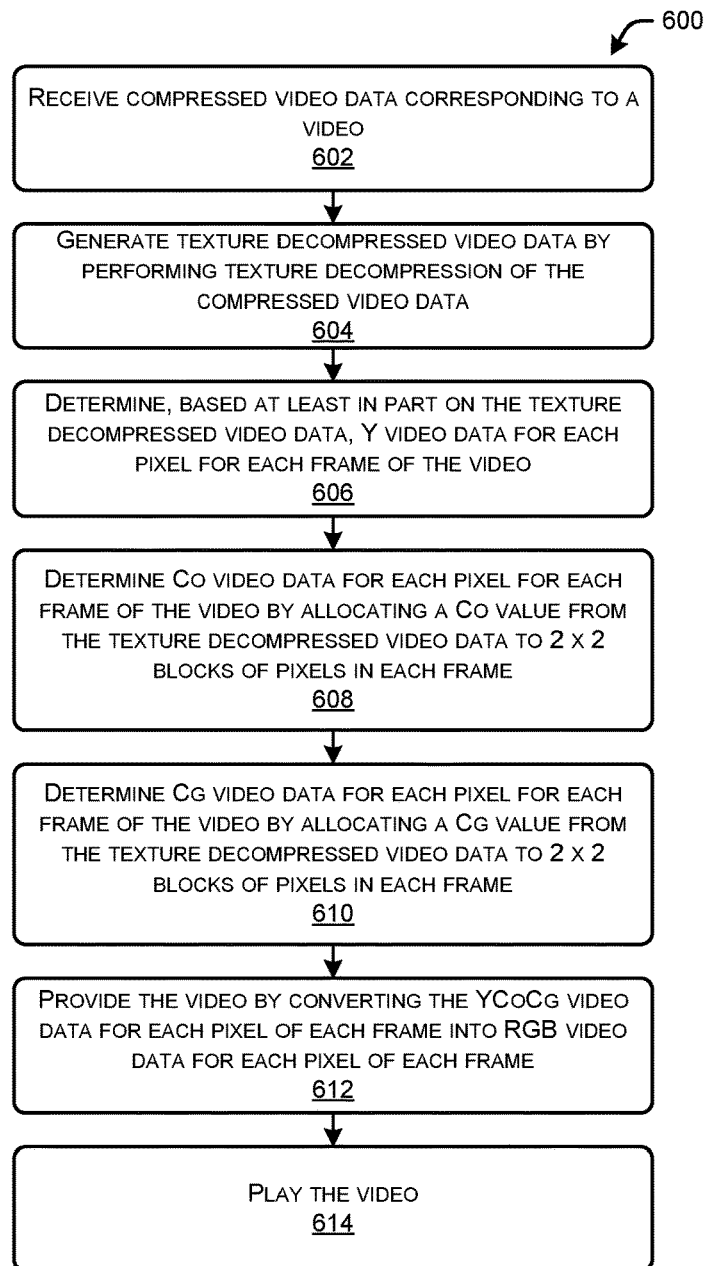 600
RECEIVE COMPRESSED VIDEO DATA CORRESPONDING TO A
VIDEO
602
GENERATE TEXTURE DECOMPRESSED VIDEO DATA BY
PERFORMING TEXTURE DECOMPRESSION OF THE
COMPRESSED VIDEO DATA
604
DETERMINE, BASED AT LEAST IN PART ON THE TEXTURE
DECOMPRESSED VIDEO DATA, Y VIDEO DATA FOR EACH
PIXEL FOR EACH FRAME OF THE VIDEO
606
DETERMINE CO VIDEO DATA FOR EACH PIXEL FOR EACH
FRAME OF THE VIDEO BY ALLOCATING A CO VALUE FROM
THE TEXTURE DECOMPRESSED VIDEO DATA TO 2 X 2
BLOCKS OF PIXELS IN EACH FRAME
608
DETERMINE CG VIDEO DATA FOR EACH PIXEL FOR EACH
FRAME OF THE VIDEO BY ALLOCATING A CG VALUE FROM
THE TEXTURE DECOMPRESSED VIDEO DATA TO 2 X 2
BLOCKS OF PIXELS IN EACH FRAME
610
PROVIDE THE VIDEO BY CONVERTING THE YCOCG VIDEO
DATA FOR EACH PIXEL OF EACH FRAME INTO RGB VIDEO
DATA FOR EACH PIXEL OF EACH FRAME
612
PLAY THE VIDEO
614